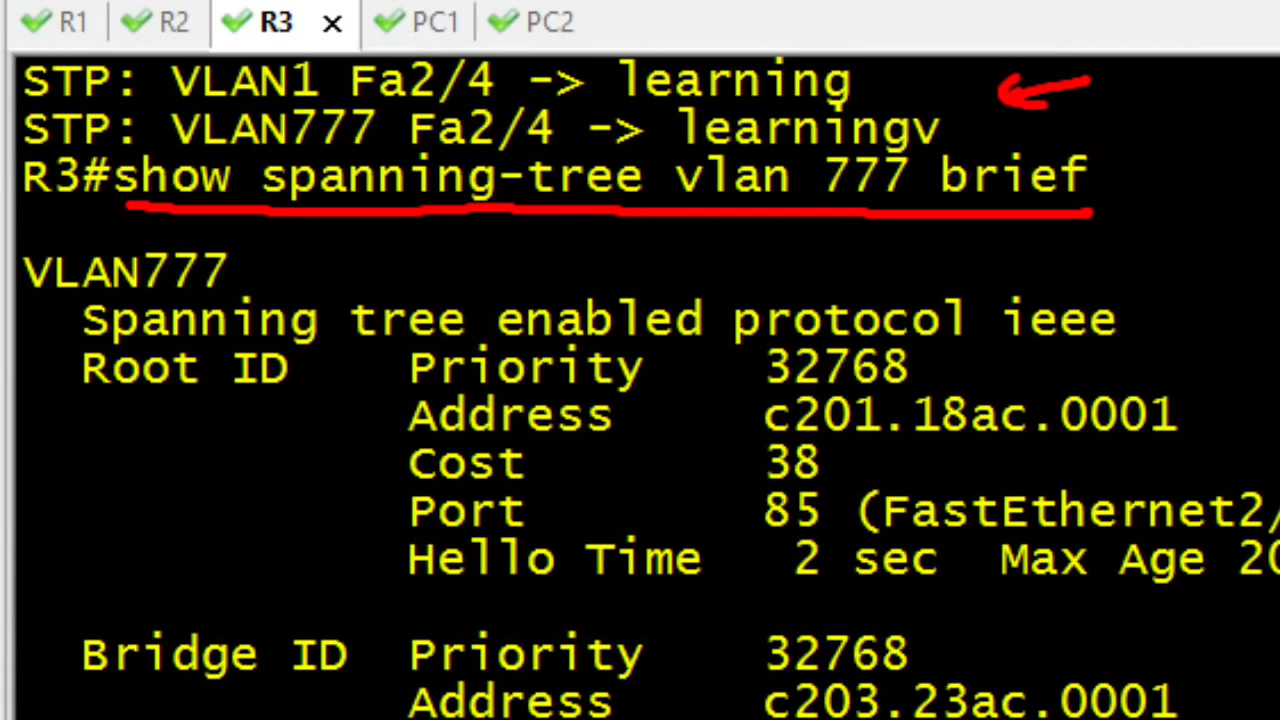 R1 R2 R3 PC1 PC2
STP: VLAN1 Fa2/4 -> learning
STP: VLAN777 Fa2/4 -> learningv
R3#show spanning-tree vlan 777 brief
VLAN777
Spanning tree enabled protocol ieee
Root ID Priority 32768
Address c201.18ac.0001
Cost 38
Port 85 (FastEthernet2/
Hello Time 2 sec Max Age 20
Bridge ID Priority 32768
Address c203.23ac.0001